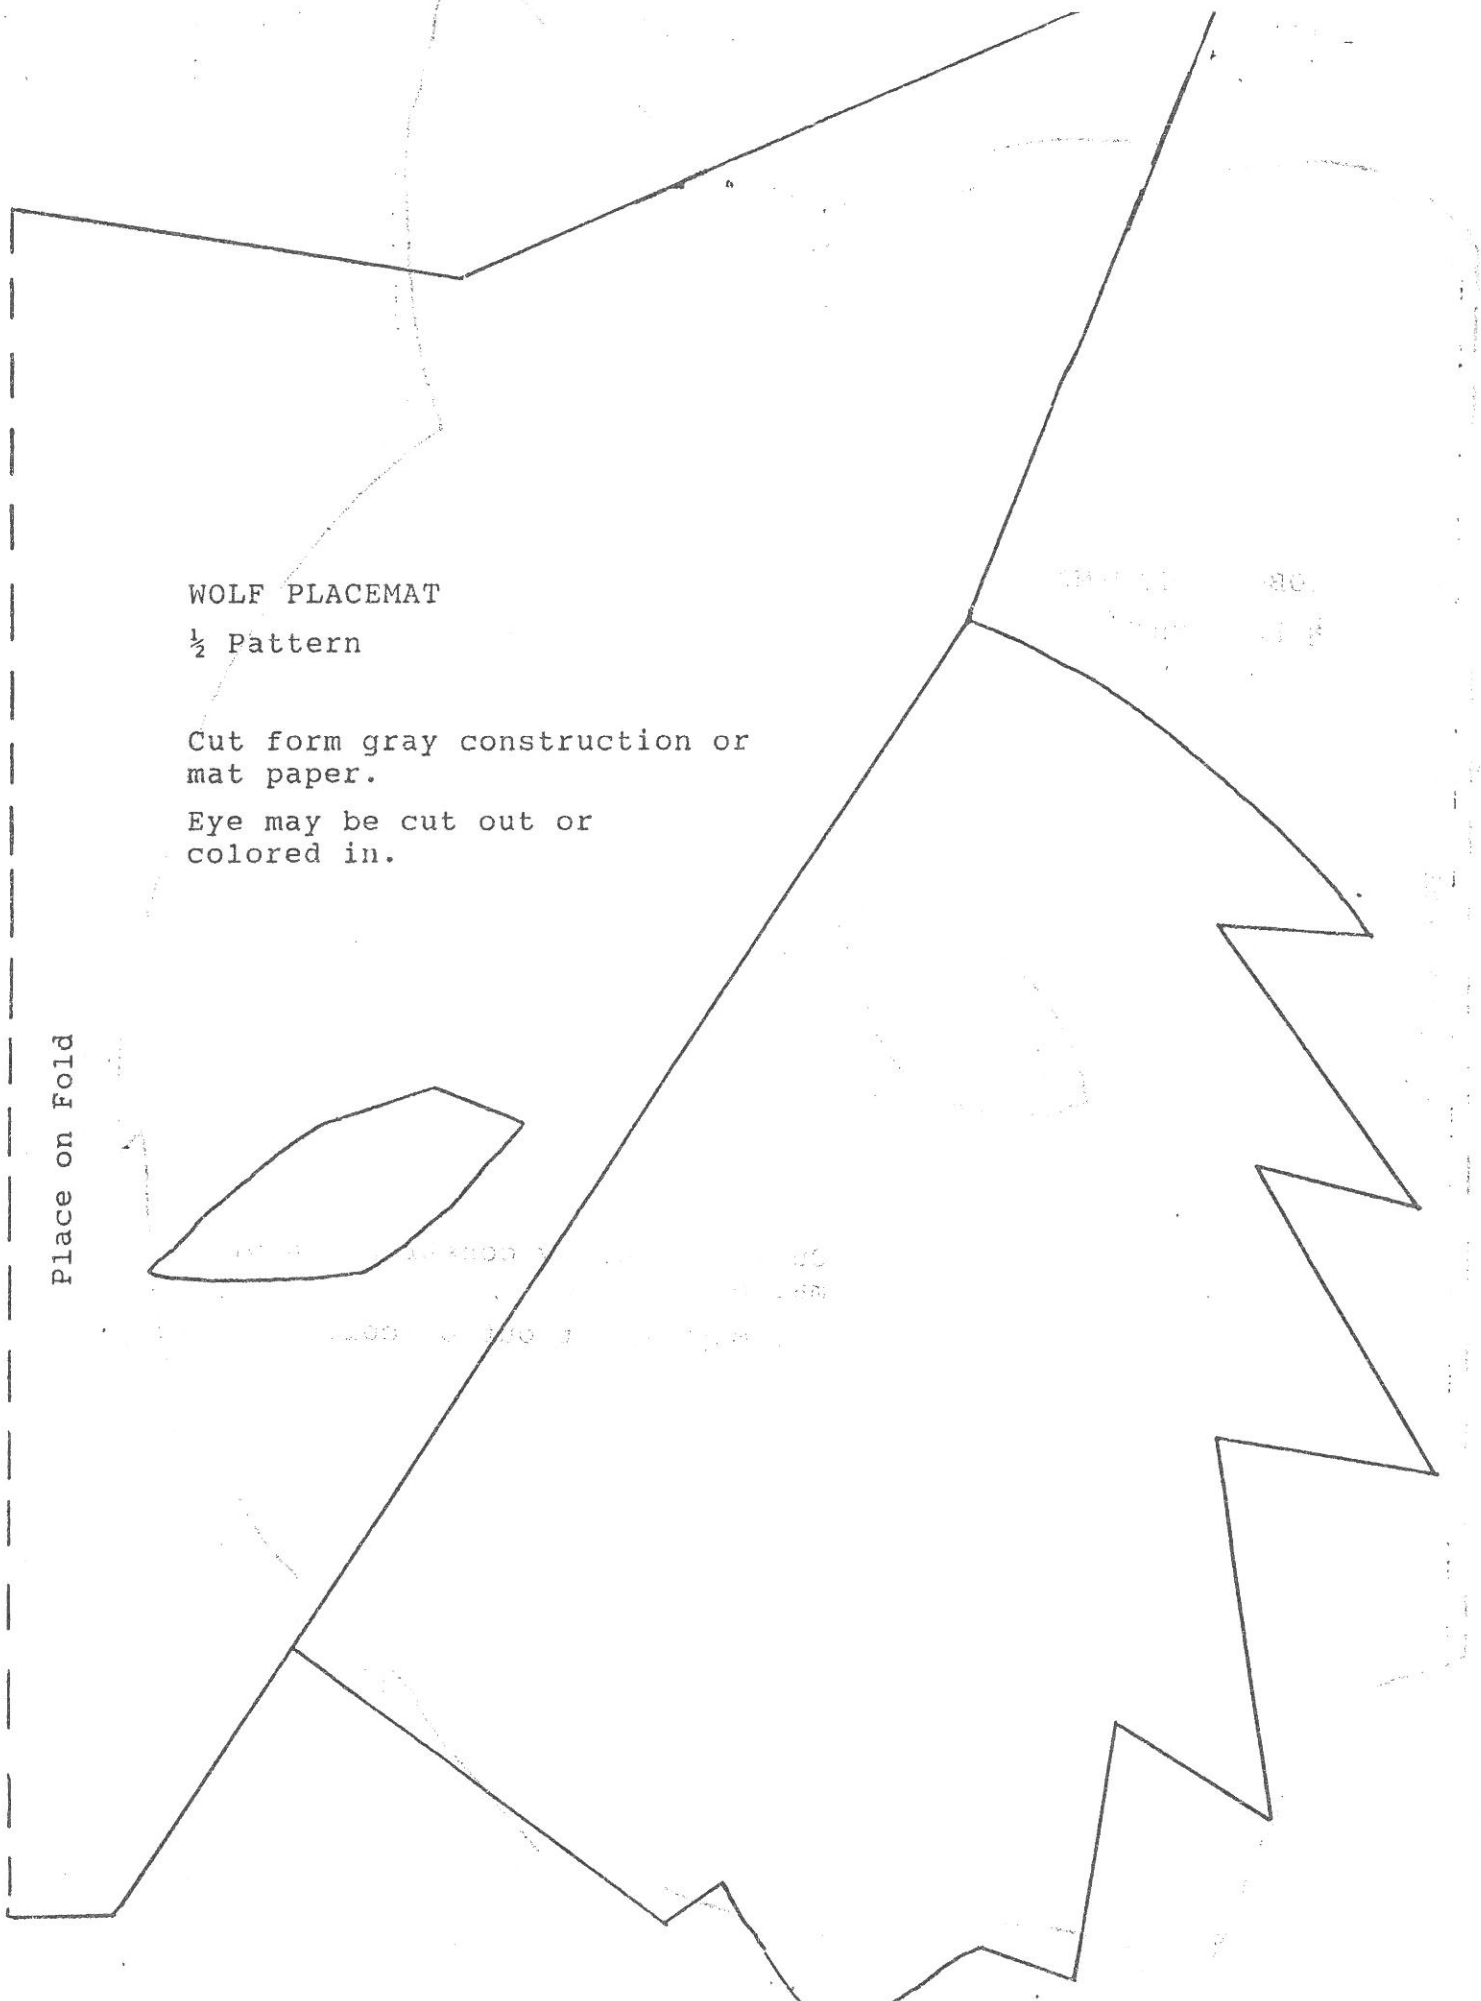 WOLF PLACEMAT
½ Pattern
Cut form gray construction or
mat paper.
Eye may be cut out or
colored in.
Place on Fold